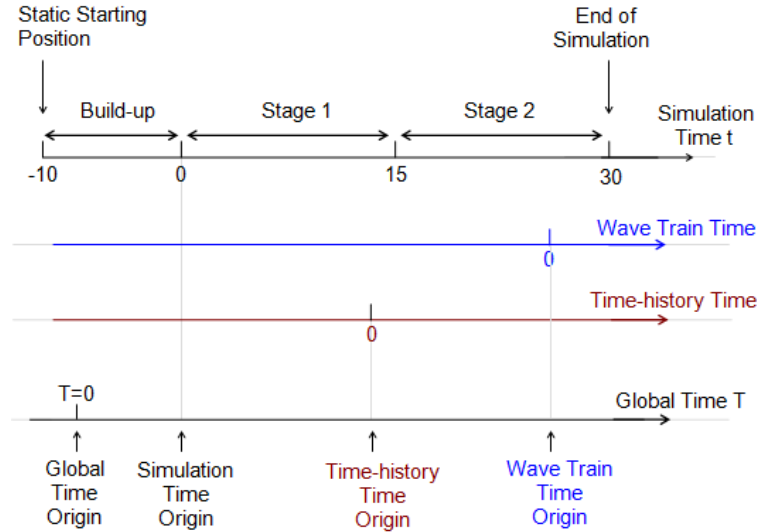 Static Starting
Position
End of
Simulation
Build-up
Stage 1
Stage 2
Simulation
Time t
-10
0
15
30
Wave Train Time
0
Time-history Time
0
T=0
Global Time T
Global
Time
Origin
Simulation
Time
Origin
Time-history
Time
Origin
Wave Train
Time
Origin